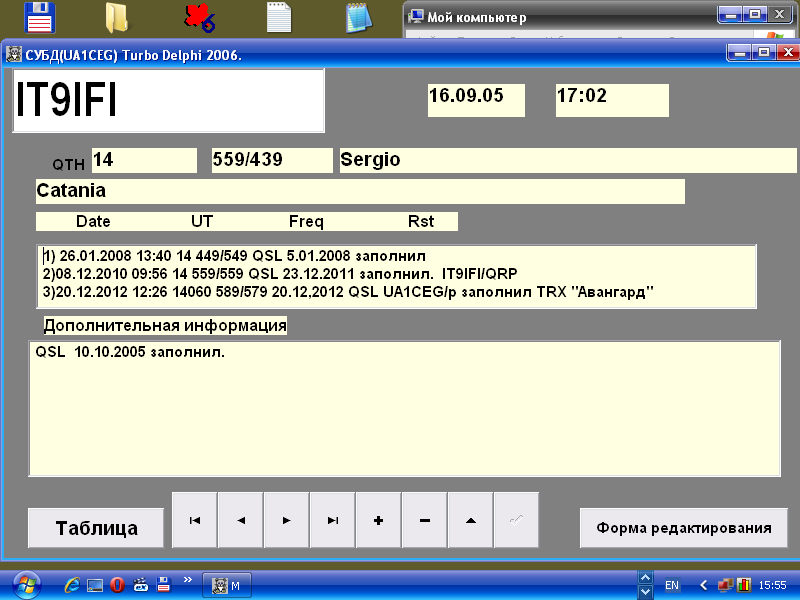 Мой компьютер
СУБД(UA1CEG) Turbo Delphi 2006.
IT9IFI
16.09.05 17:02
QTH 14 559/439 Sergio
Catania
Date UT Freq Rst
1) 26.01.2008 13:40 14 449/549 QSL 5.01.2008 заполнил
2)08.12.2010 09:56 14 559/559 QSL 23.12.2011 заполнил. IT9IFI/QRP
3)20.12.2012 12:26 14060 589/579 20.12,2012 QSL UA1CEG/p заполнил TRX "Авангард"
Дополнительная информация
QSL 10.10.2005 заполнил.
Таблица
Форма редактирования
М EN 15:55